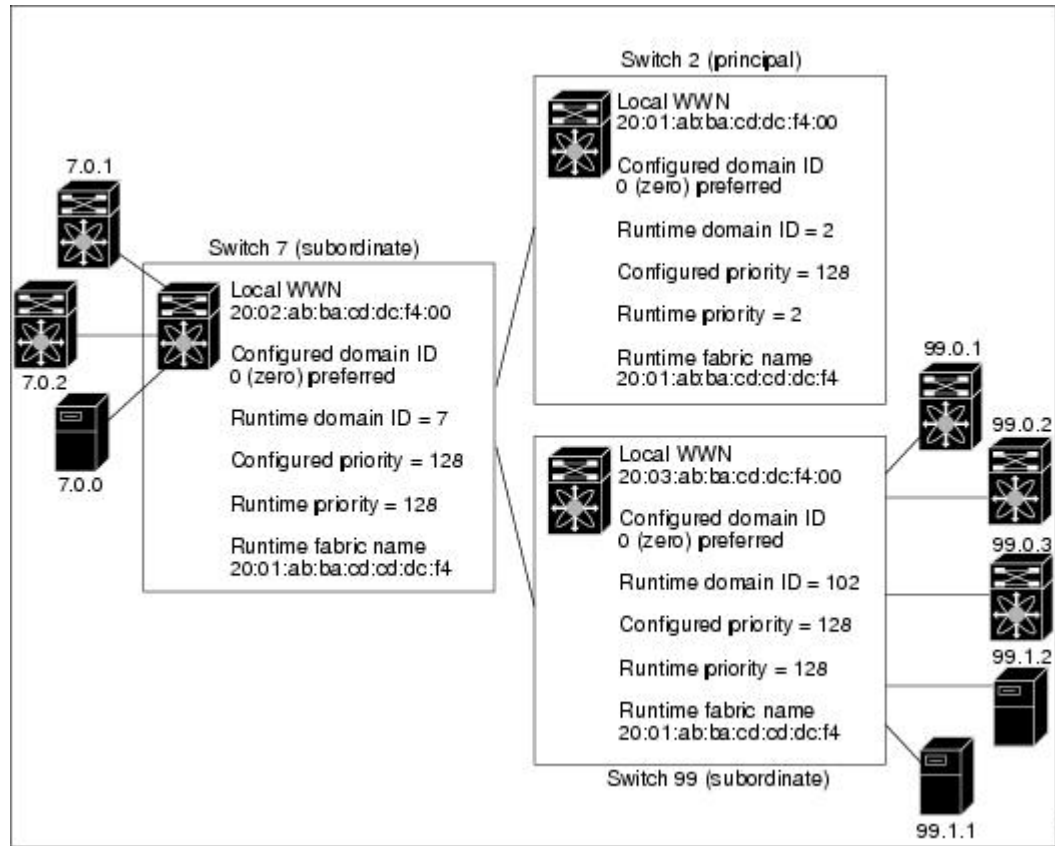 Switch 2 (principal)
Local WWN
20:01:ab:ba:cd:dc:f4:00
Configured domain ID
0 (zero) preferred
Runtime domain ID = 2
Configured priority = 128
Runtime priority = 2
Runtime fabric name
20:01:ab:ba:cd:cd:dc:f4
7.0.1
7.0.2
7.0.0
Switch 7 (subordinate)
Local WWN
20:02:ab:ba:cd:dc:f4:00
Configured domain ID
0 (zero) preferred
Runtime domain ID = 7
Configured priority = 128
Runtime priority = 128
Runtime fabric name
20:01:ab:ba:cd:cd:dc:f4
Local WWN
20:03:ab:ba:cd:dc:f4:00
Configured domain ID
0 (zero) preferred
Runtime domain ID = 102
Configured priority = 128
Runtime priority = 128
Runtime fabric name
20:01:ab:ba:cd:cd:dc:f4
Switch 99 (subordinate)
99.0.1
99.0.2
99.0.3
99.1.2
99.1.1